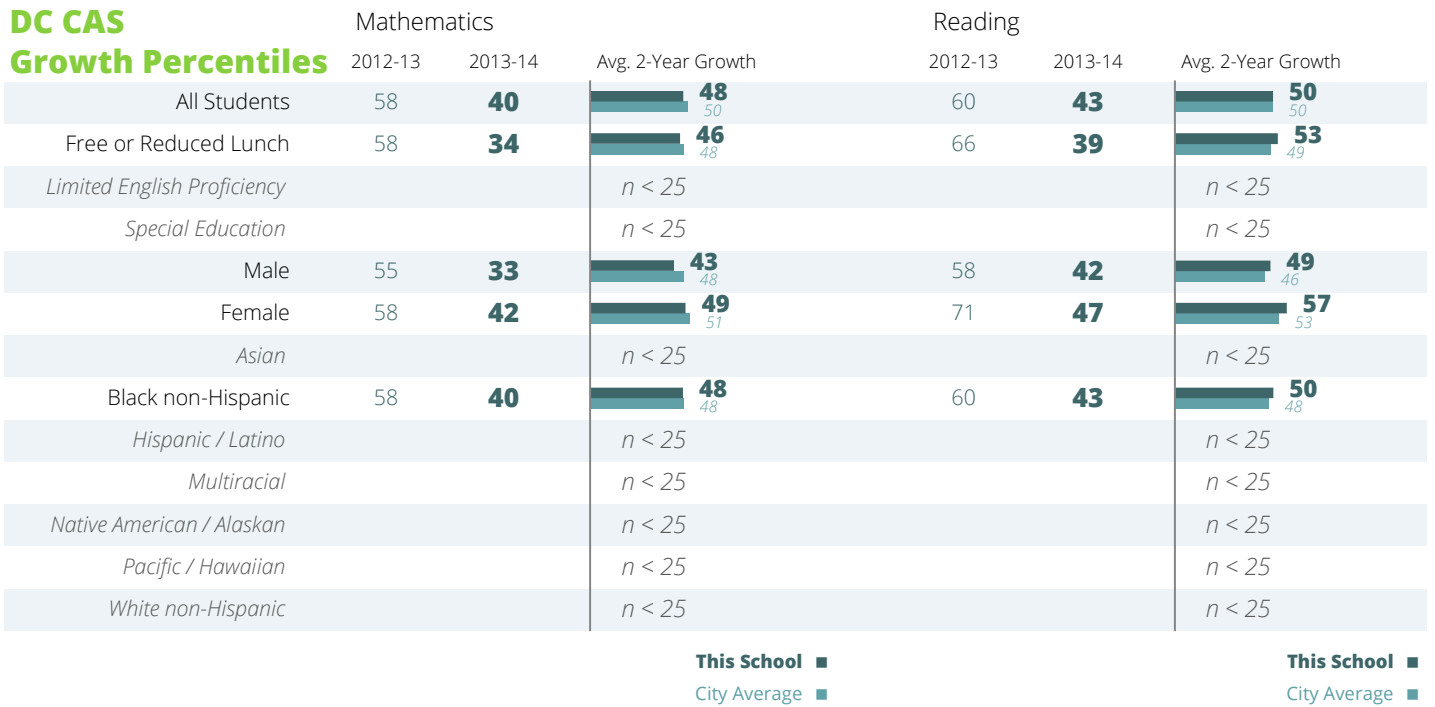 DC CAS
Growth Percentiles
Mathematics Reading
2012-13 2013-14 Avg. 2-Year Growth 2012-13 2013-14 Avg. 2-Year Growth
All Students 58 40 48 50 60 43 50 50
Free or Reduced Lunch 58 34 46 48 66 39 53 49
Limited English Proficiency n < 25 n < 25
Special Education n < 25 n < 25
Male 55 33 43 48 58 42 49 46
Female 58 42 49 51 71 47 57 53
Asian n < 25 n < 25
Black non-Hispanic 58 40 48 48 60 43 50 48
Hispanic / Latino n < 25 n < 25
Multiracial n < 25 n < 25
Native American / Alaskan n < 25 n < 25
Pacific / Hawaiian n < 25 n < 25
White non-Hispanic n < 25 n < 25
This School This School
City Average City Average